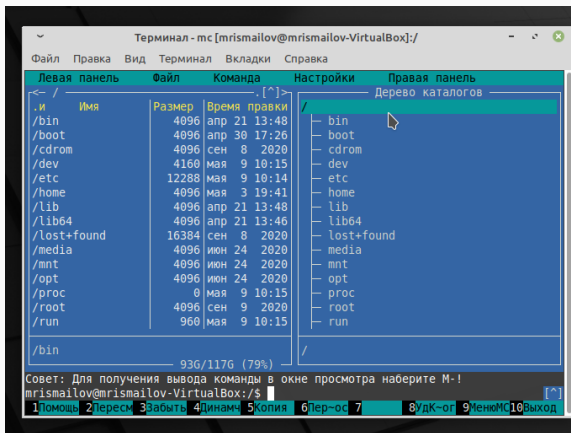 Терминал - mc [mrismailov@mrismailov-VirtualBox]:/
Файл Правка Вид Терминал Вкладки Справка
Левая панель Файл Команда Настройки Правая панель
<— / .[^]> Дерево каталогов
.и Имя Размер Время правки /
/bin 4096 апр 21 13:48 bin
/boot 4096 апр 30 17:26 boot
/cdrom 4096 сен 8 2020 cdrom
/dev 4160 мая 9 10:15 dev
/etc 12288 мая 9 10:14 etc
/home 4096 мая 3 19:41 home
/lib 4096 апр 21 13:48 lib
/lib64 4096 апр 21 13:46 lib64
/lost+found 16384 сен 8 2020 lost+found
/media 4096 июн 24 2020 media
/mnt 4096 июн 24 2020 mnt
/opt 4096 июн 24 2020 opt
/proc 0 мая 9 10:15 proc
/root 4096 сен 9 2020 root
/run 960 мая 9 10:15 run
/bin /
93G/117G (79%)
Совет: Для получения вывода команды в окне просмотра наберите M-!
mrismailov@mrismailov-VirtualBox:/$ [^]
1Помощь 2Пересм 3Забыть 4Динамч 5Копия 6Пер~ос 7 8УдК~ог 9МенюMC 10Выход